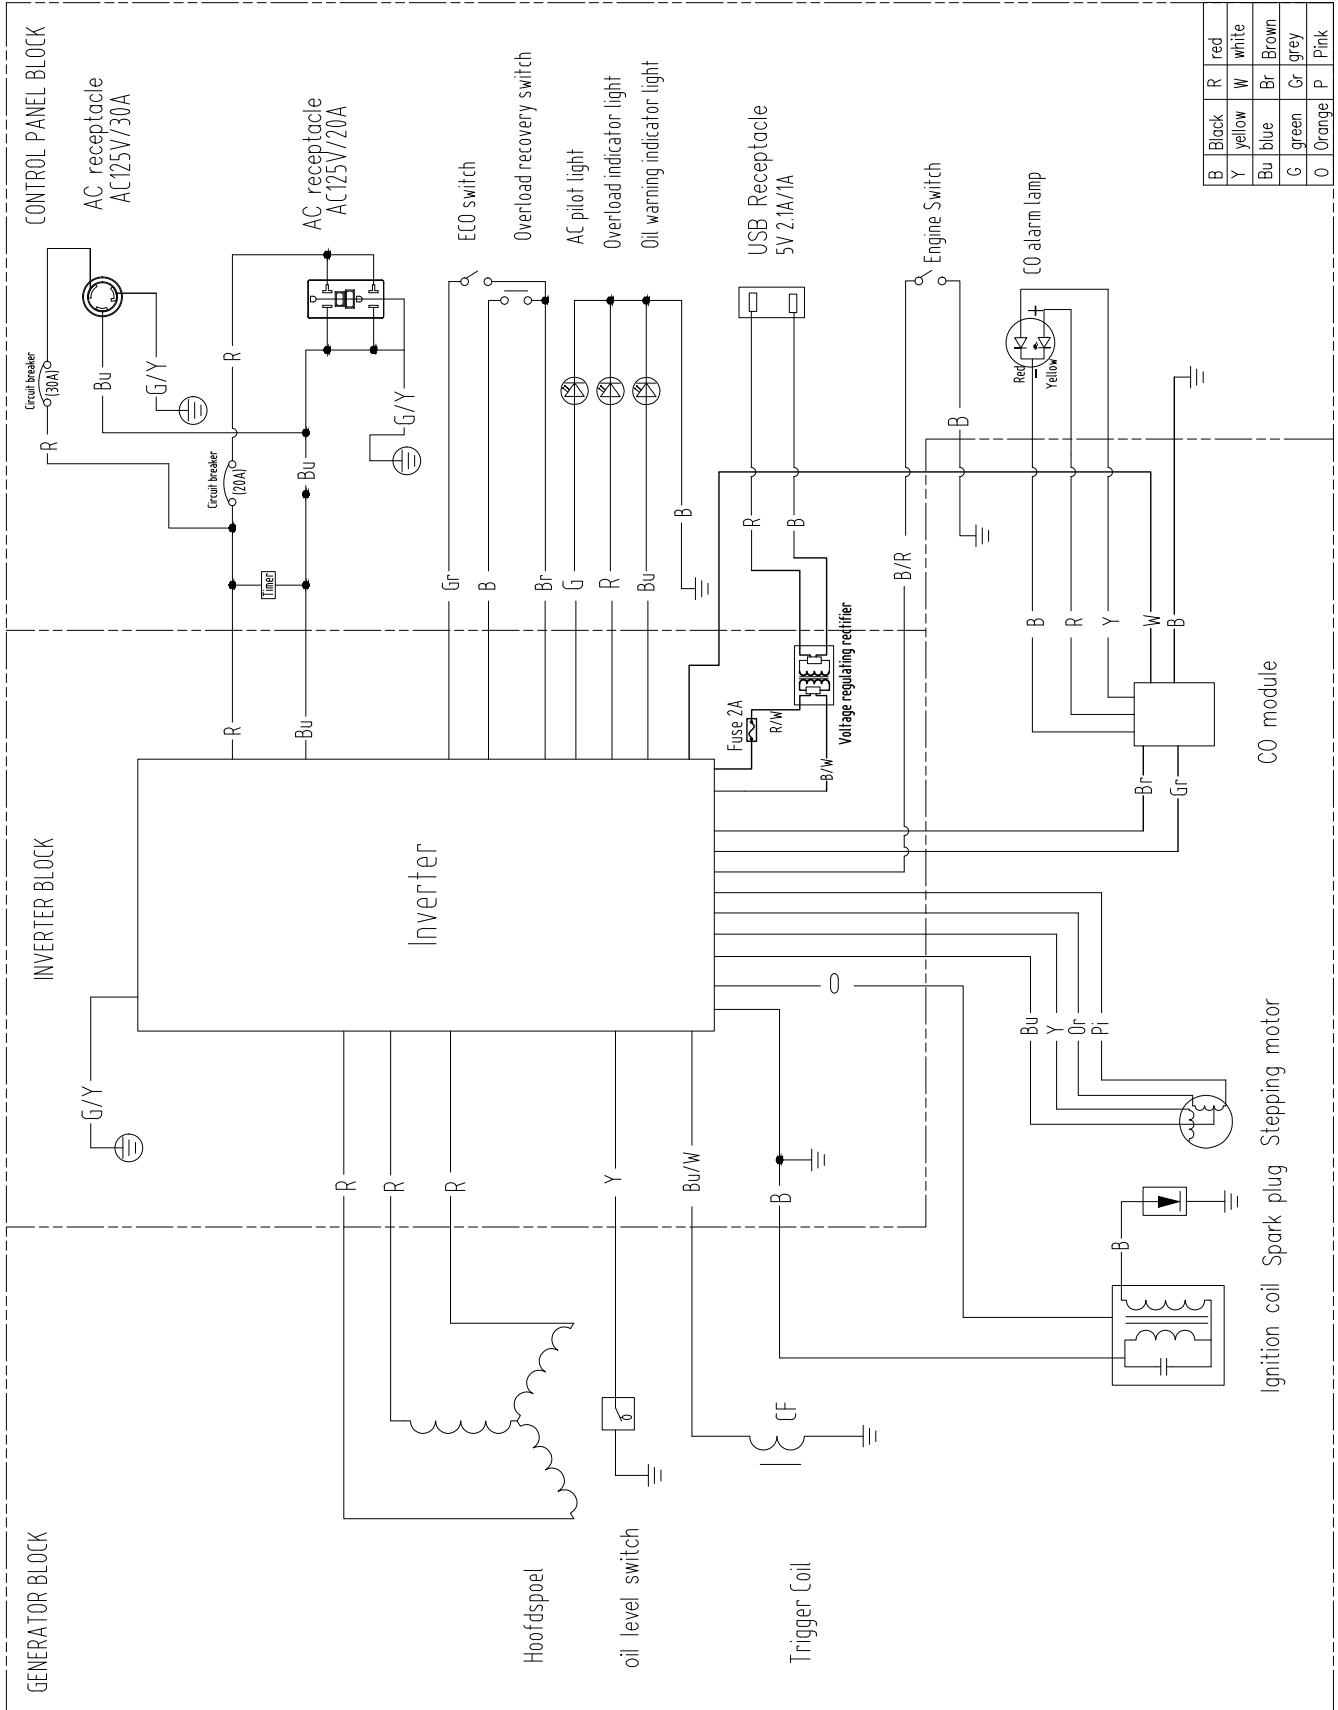 GENERATOR BLOCK
INVERTER BLOCK
CONTROL PANEL BLOCK
AC receptacle
AC125V/30A
Circuit breaker
(30A)
R
Bu
G/Y
AC receptacle
AC125V/20A
Circuit breaker
(20A)
R
Bu
G/Y
Timer
R
Bu
G/Y
Inverter
ECO switch
Overload recovery switch
AC pilot light
Overload indicator light
Oil warning indicator light
Gr
B
Br
G
R
Bu
B
USB Receptacle
5V 2.1A/1A
R
B
Fuse 2A
R/W
B/W
Voltage regulating rectifier
Engine Switch
B/R
B
CO alarm lamp
Red
Yellow
+
-
B
R
Y
W
B
Br
Gr
CO module
R
R
R
Y
Bu/W
B
O
Bu
Y
Or
Pi
B
Hoofdspoel
oil level switch
Trigger Coil
CF
Ignition coil
Spark plug
Stepping motor
B Black R red
Y yellow W white
Bu blue Br Brown
G green Gr grey
O Orange P Pink